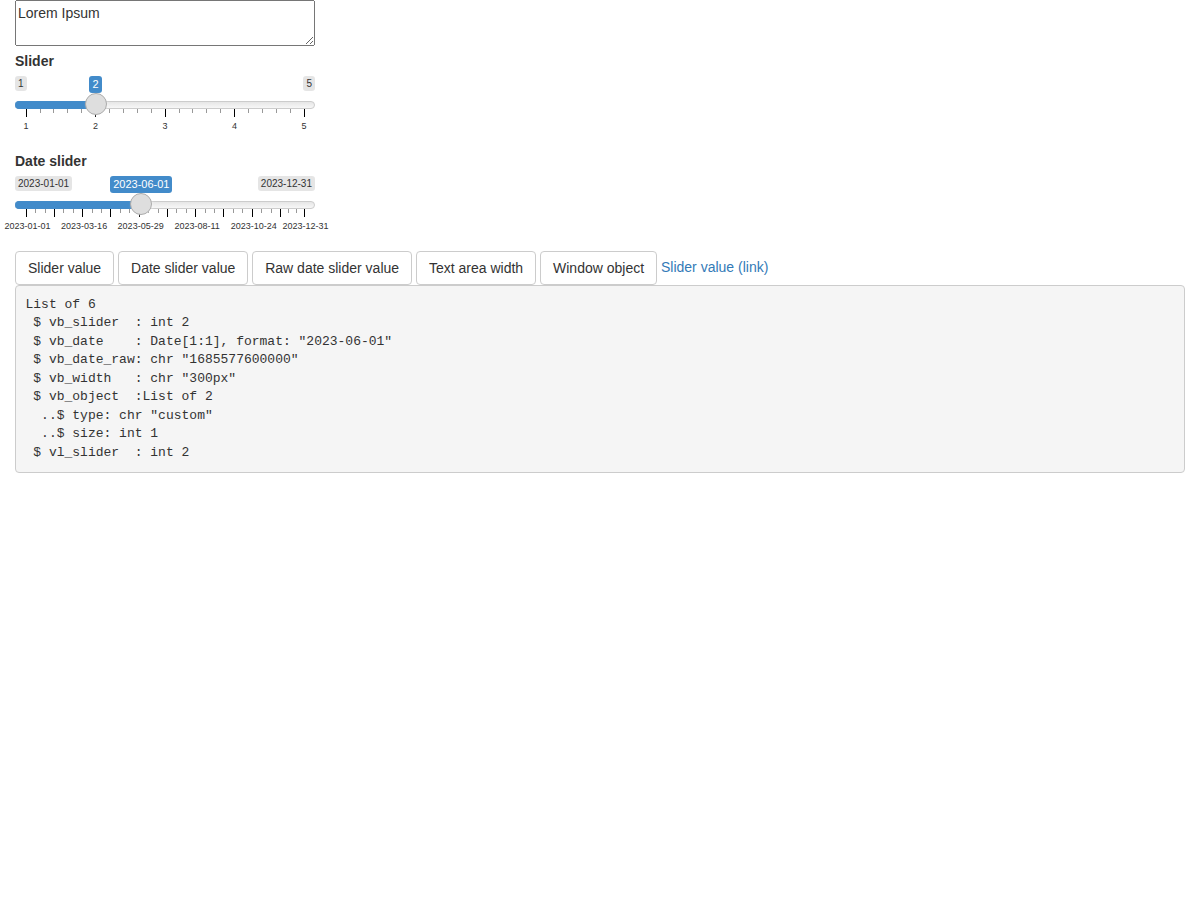 Lorem Ipsum
Slider
1 2 5
1 2 3 4 5
Date slider
2023-01-01 2023-06-01 2023-12-31
2023-01-01 2023-03-16 2023-05-29 2023-08-11 2023-10-24 2023-12-31
Slider value Date slider value Raw date slider value Text area width Window object Slider value (link)
List of 6
 $ vb_slider  : int 2
 $ vb_date    : Date[1:1], format: "2023-06-01"
 $ vb_date_raw: chr "1685577600000"
 $ vb_width   : chr "300px"
 $ vb_object  :List of 2
  ..$ type: chr "custom"
  ..$ size: int 1
 $ vl_slider  : int 2